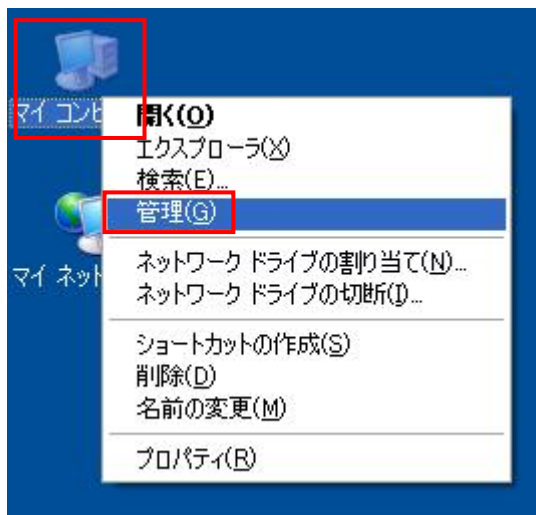 マイ コンピ
開く(O)
エクスプローラ(X)
検索(E)...
管理(G)
マイ ネット
ネットワーク ドライブの割り当て(N)...
ネットワーク ドライブの切断(I)...
ショートカットの作成(S)
削除(D)
名前の変更(M)
プロパティ(R)